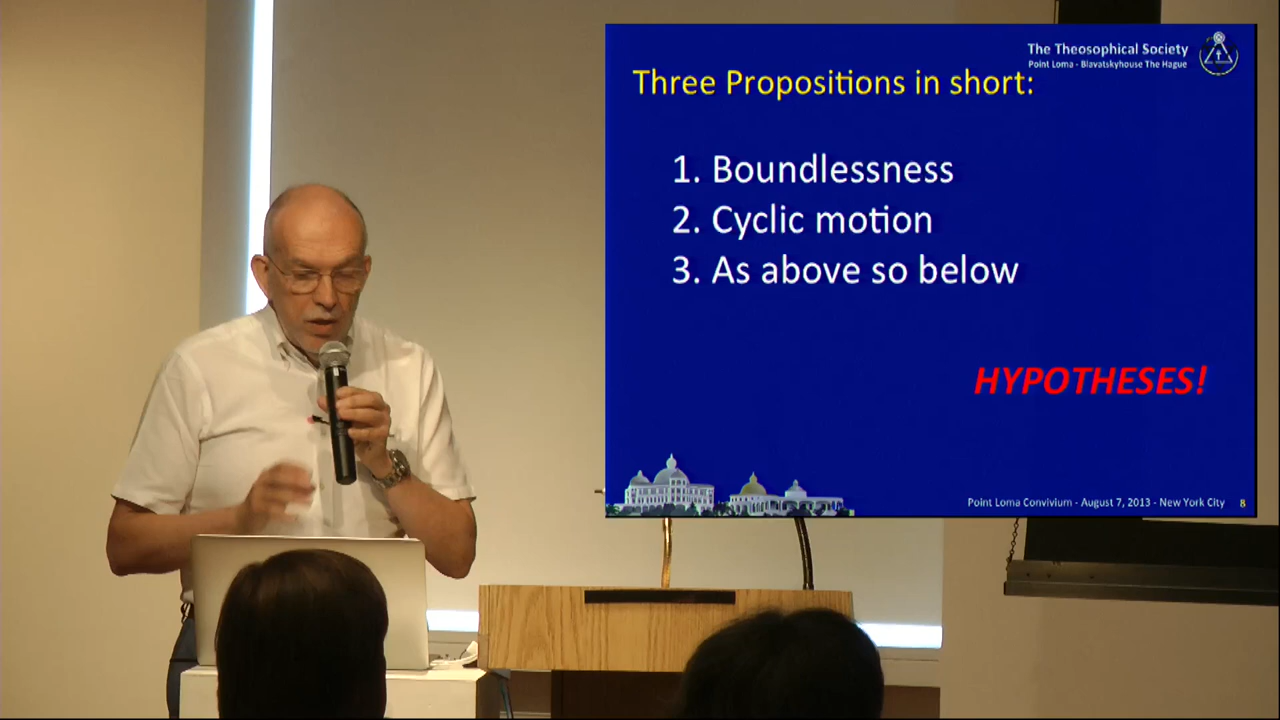 The Theosophical Society
Point Loma - Blavatskyhouse The Hague
Three Propositions in short:
1. Boundlessness
2. Cyclic motion
3. As above so below
HYPOTHESES!
Point Loma Convivium - August 7, 2013 - New York City 8